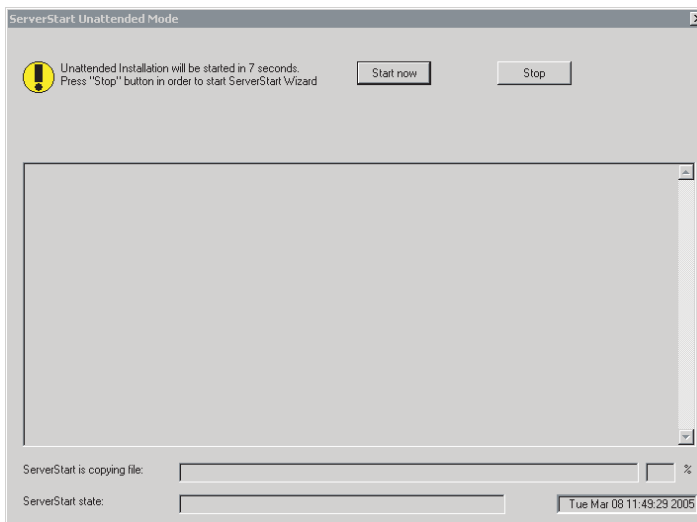 ServerStart Unattended Mode
Unattended Installation will be started in 7 seconds.
Press "Stop" button in order to start ServerStart Wizard
Start now
Stop
ServerStart is copying file:
%
ServerStart state:
Tue Mar 08 11:49:29 2005